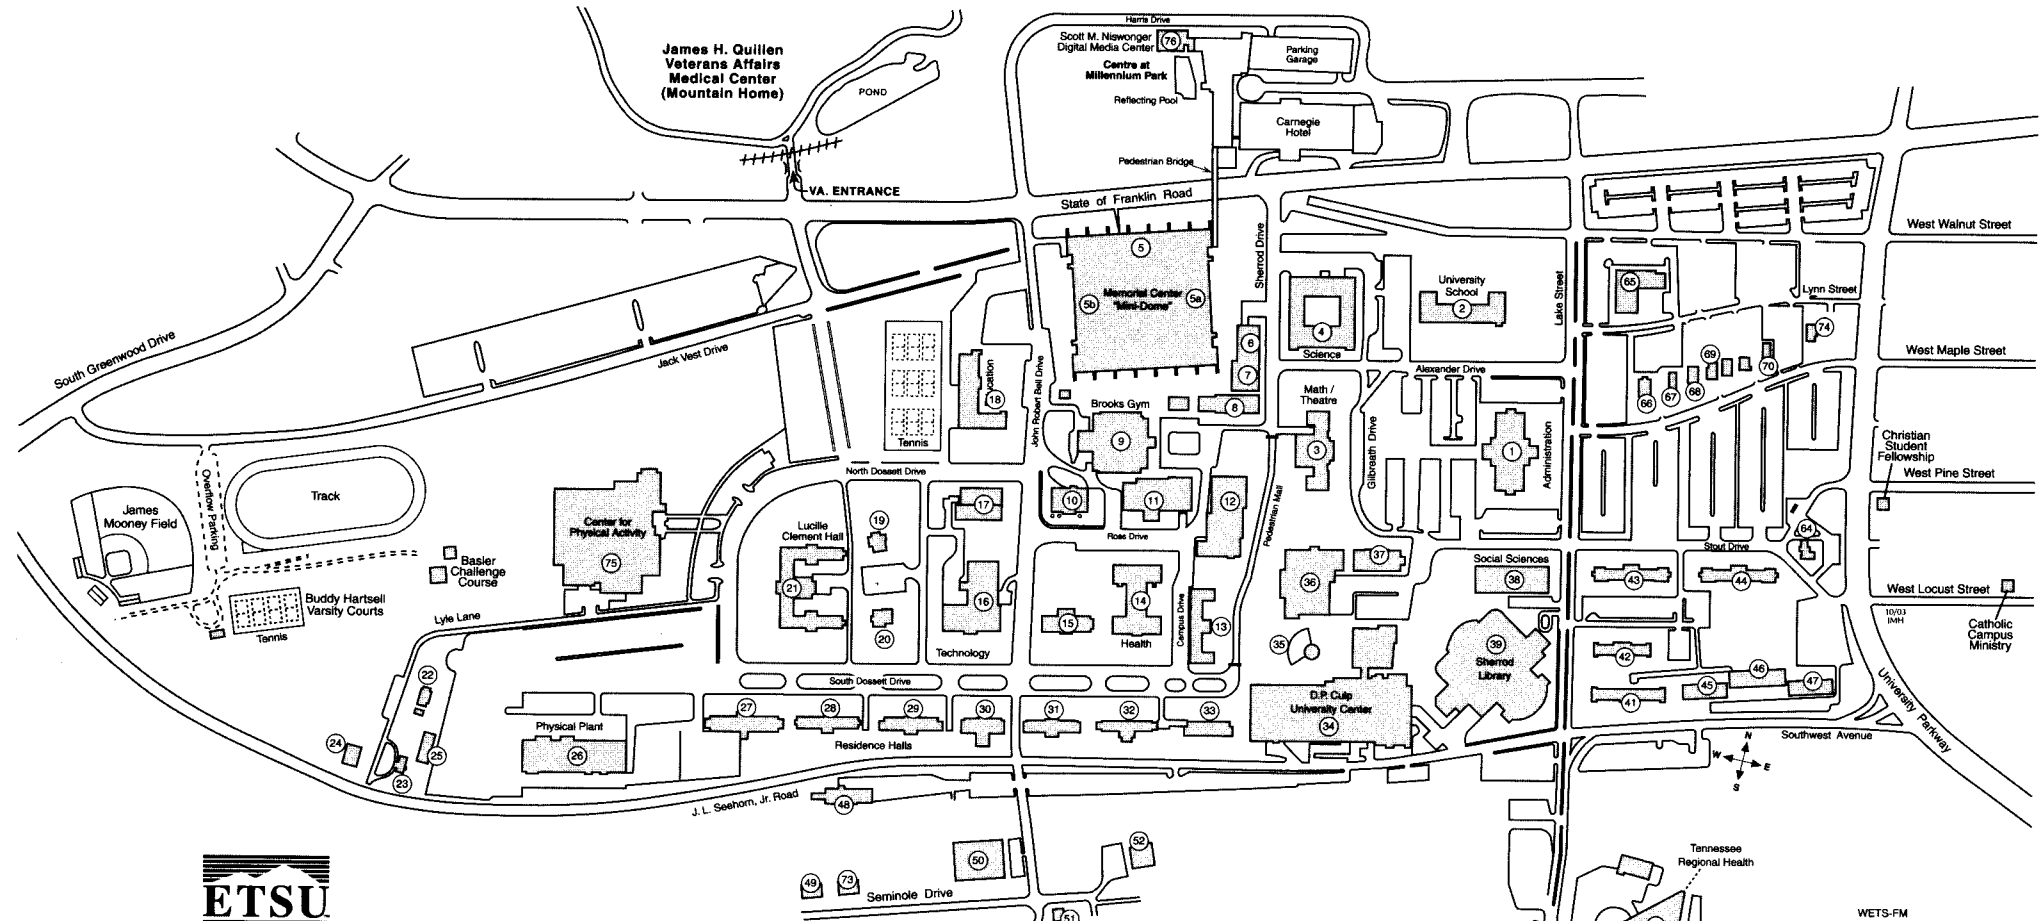 Harris Drive
James H. Quillen
Veterans Affairs
Medical Center
(Mountain Home)
Scott M. Niswonger
Digital Media Center
76
Parking
Garage
Centre at
Millennium Park
POND
Reflecting Pool
Carnegie
Hotel
Pedestrian Bridge
VA. ENTRANCE
State of Franklin Road
West Walnut Street
5
Sherrod Drive
University
School
2
Lake Street
65
Lynn Street
Memorial Center
"Mini-Dome"
5a
5b
4
Science
6
7
8
74
West Maple Street
South Greenwood Drive
Jack Vest Drive
John Robert Bell Drive
18
Tennis
Brooks Gym
9
Math /
Theatre
3
Alexander Drive
Gilbreath Drive
1
Administration
69
70
66
67
68
Christian
Student
Fellowship
West Pine Street
North Dossett Drive
Overflow Parking
Track
James
Mooney Field
Center for
Physical Activity
75
Lucille
Clement Hall
19
17
10
11
12
Ross Drive
Pedestrian Mall
64
Stout Drive
Basler
Challenge
Course
21
16
14
36
37
Social Sciences
38
43
44
West Locust Street
10/03
IMH
Catholic
Campus
Ministry
Buddy Hartsell
Varsity Courts
Tennis
Lyle Lane
20
15
13
Campus Drive
Health
Technology
35
39
Sherrod
Library
42
46
45
47
41
University Parkway
22
South Dossett Drive
D.P. Culp
University Center
34
27
28
29
30
31
32
33
Physical Plant
26
Residence Halls
Southwest Avenue
N
W
E
S
24
25
23
J. L. Seehorn, Jr. Road
48
50
52
49
73
Seminole Drive
51
Tennessee
Regional Health
ETSU
WETS-FM